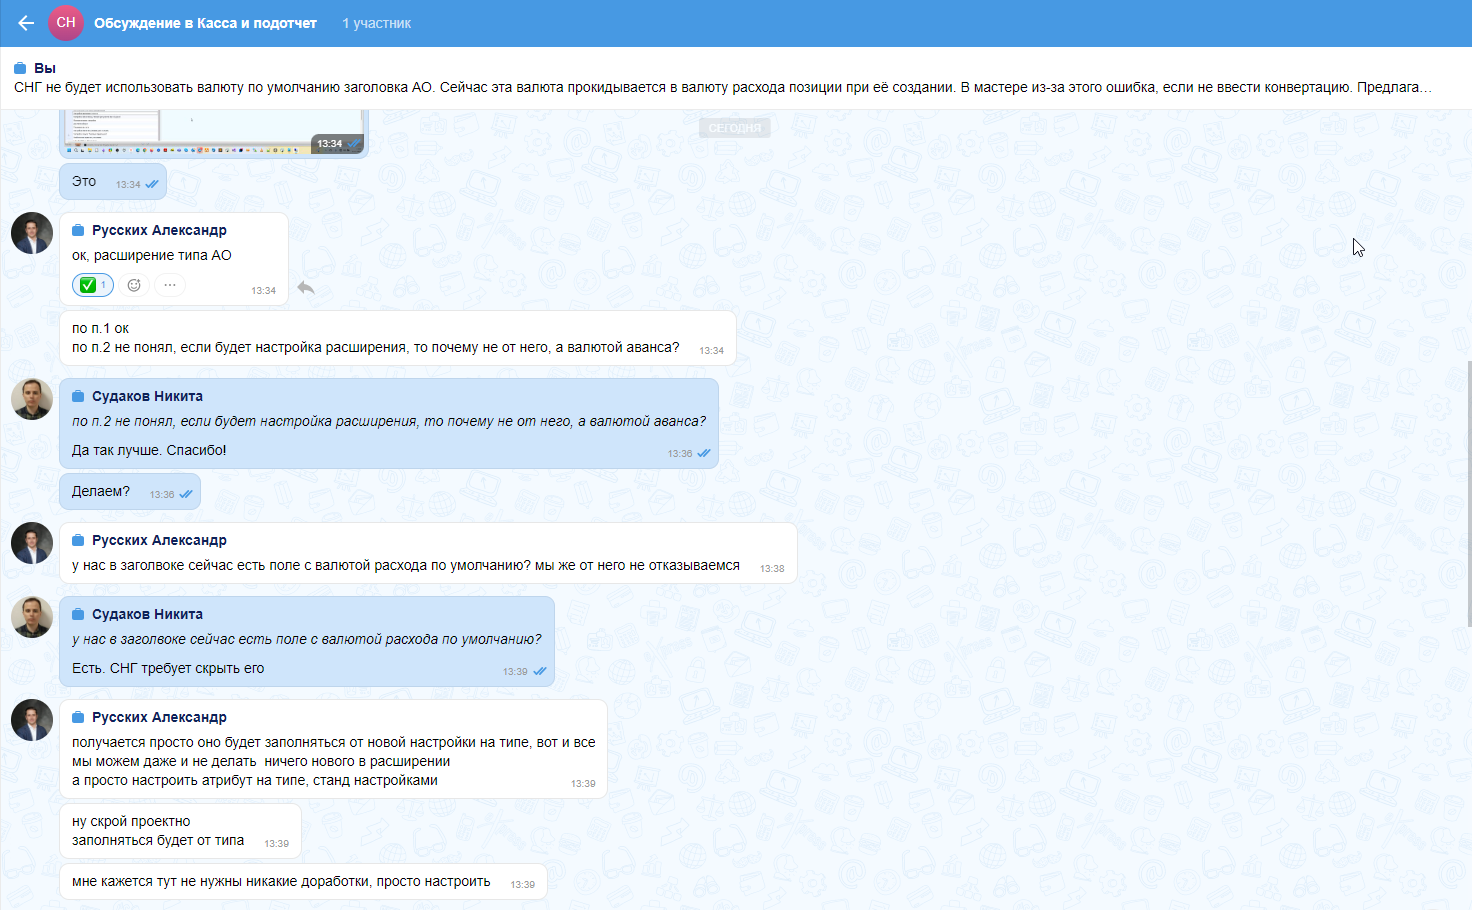 СН Обсуждение в Касса и подотчет 1 участник
Вы
СНГ не будет использовать валюту по умолчанию заголовка АО. Сейчас эта валюта прокидывается в валюту расхода позиции при её создании. В мастере из-за этого ошибка, если не ввести конвертацию. Предлага…
СЕГОДНЯ
13:34
Это 13:34
Русских Александр
ок, расширение типа АО
1 13:34
по п.1 ок
по п.2 не понял, если будет настройка расширения, то почему не от него, а валютой аванса? 13:34
Судаков Никита
по п.2 не понял, если будет настройка расширения, то почему не от него, а валютой аванса?
Да так лучше. Спасибо! 13:36
Делаем? 13:36
Русских Александр
у нас в заголвоке сейчас есть поле с валютой расхода по умолчанию? мы же от него не отказываемся 13:38
Судаков Никита
у нас в заголвоке сейчас есть поле с валютой расхода по умолчанию?
Есть. СНГ требует скрыть его 13:39
Русских Александр
получается просто оно будет заполняться от новой настройки на типе, вот и все
мы можем даже и не делать  ничего нового в расширении
а просто настроить атрибут на типе, станд настройками 13:39
ну скрой проектно
заполняться будет от типа 13:39
мне кажется тут не нужны никакие доработки, просто настроить 13:39